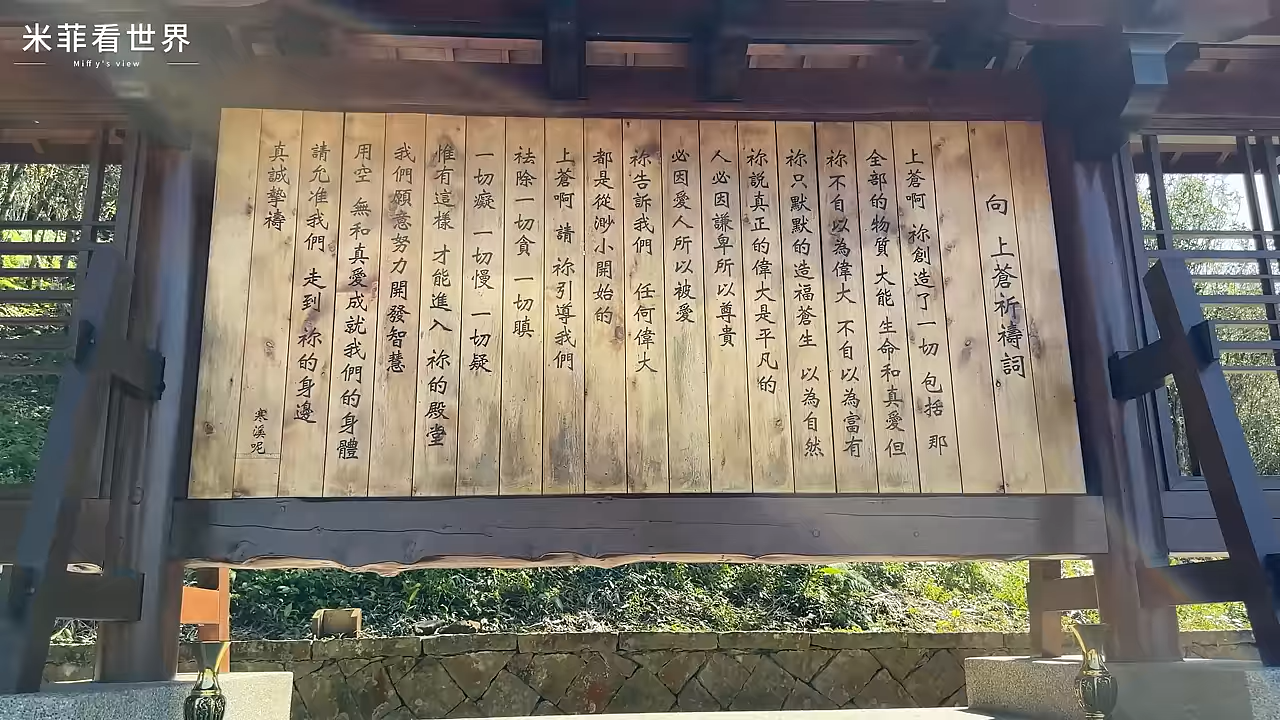 米菲看世界
Miffy's view
向 上蒼祈禱詞
上蒼啊 祢創造了一切 包括 那
全部的物質 大能 生命和真愛 但
祢不自以為偉大 不自以為富有
祢只默默的造福蒼生 以為自然
祢說真正的偉大是平凡的
人必因謙卑所以尊貴
必因愛人所以被愛
祢告訴我們 任何偉大
都是從渺小開始的
上蒼啊 請 祢引導我們
祛除一切貪 一切瞋
一切癡 一切慢 一切疑
惟有這樣 才能進入 祢的殿堂
我們願意努力開發智慧
用空 無和真愛成就我們的身體
請允准我們 走到 祢的身邊
真誠摯禱
寒溪呢